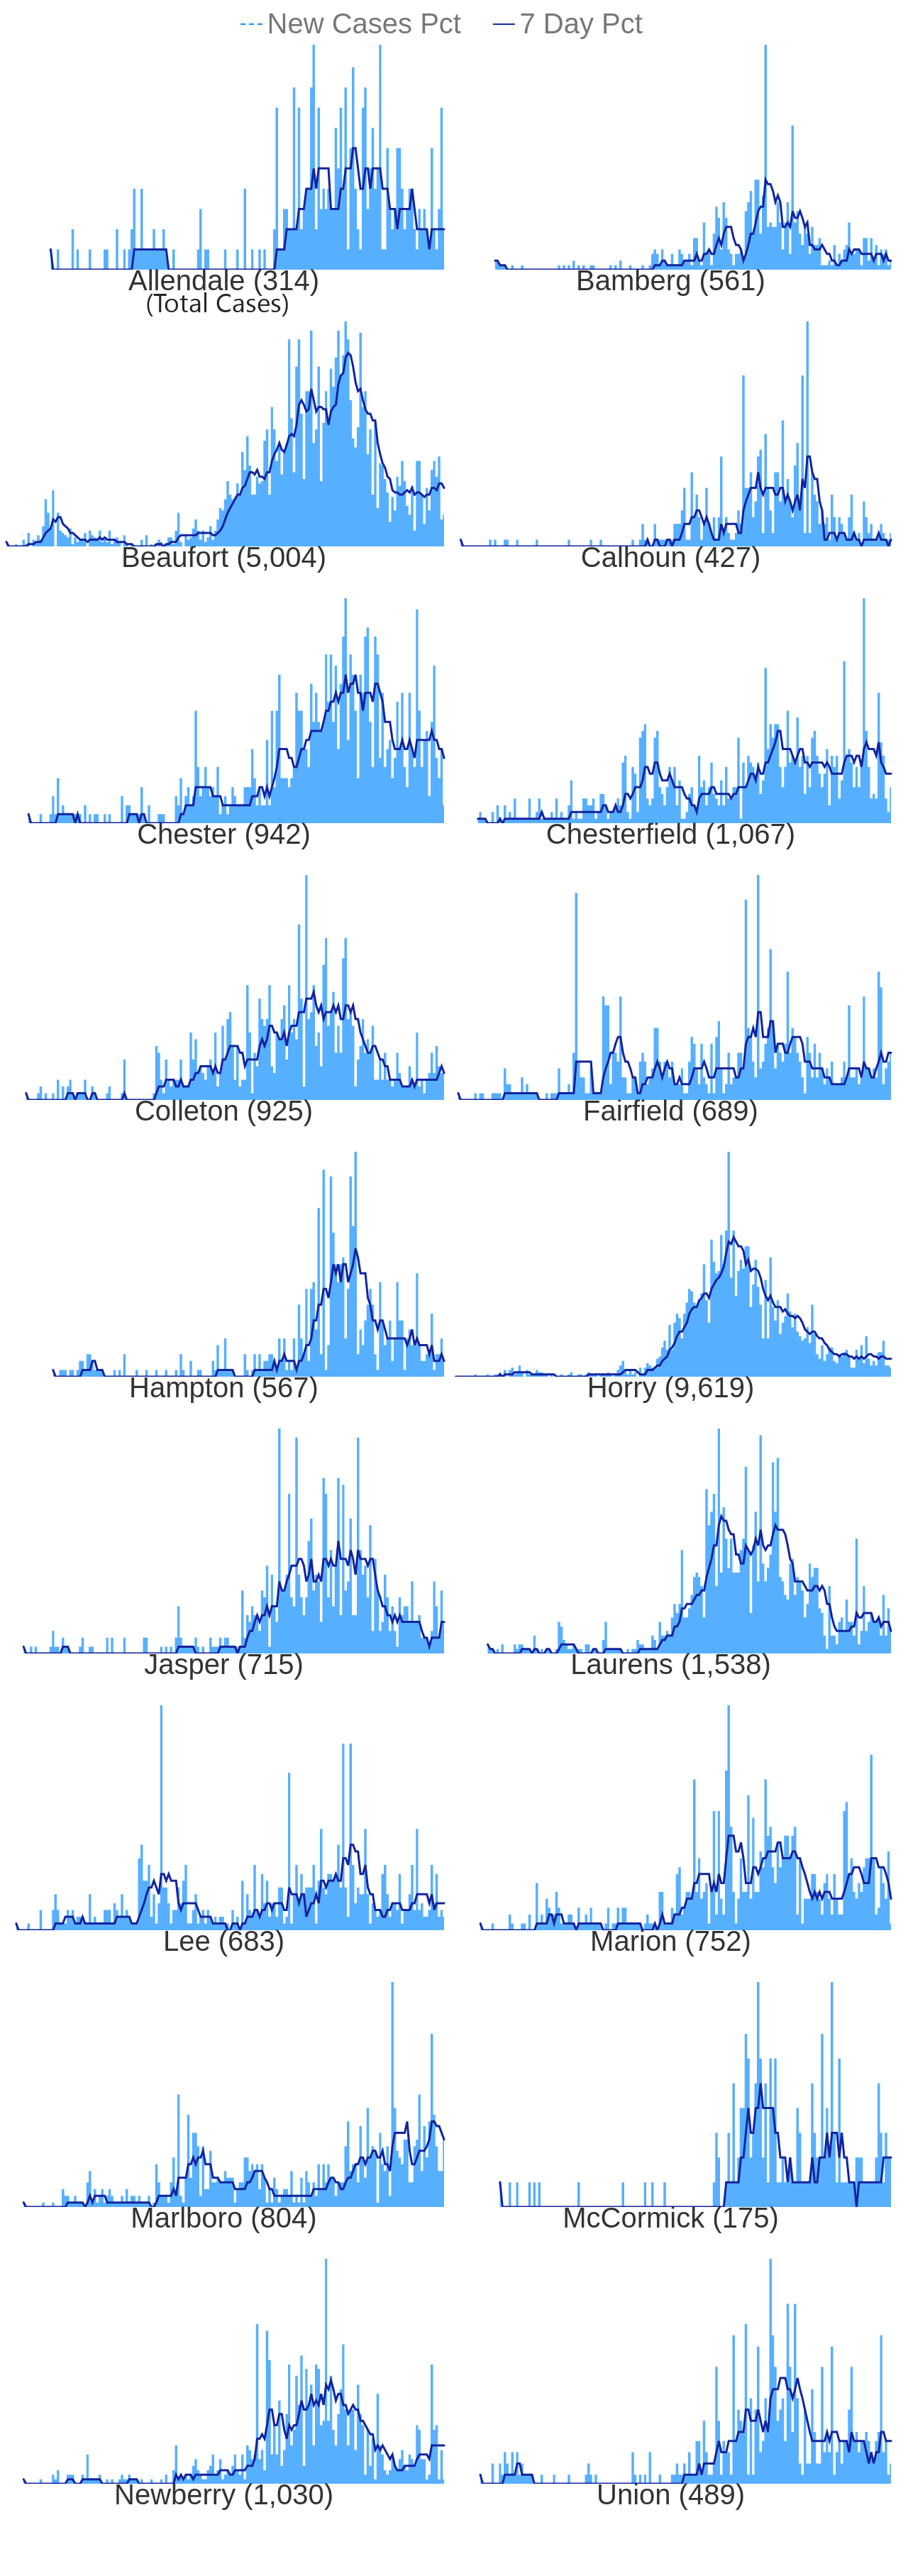 New Cases Pct 7 Day Pct
Allendale (314) Bamberg (561)
(Total Cases)
Beaufort (5,004) Calhoun (427)
Chester (942) Chesterfield (1,067)
Colleton (925) Fairfield (689)
Hampton (567) Horry (9,619)
Jasper (715) Laurens (1,538)
Lee (683) Marion (752)
Marlboro (804) McCormick (175)
Newberry (1,030) Union (489)